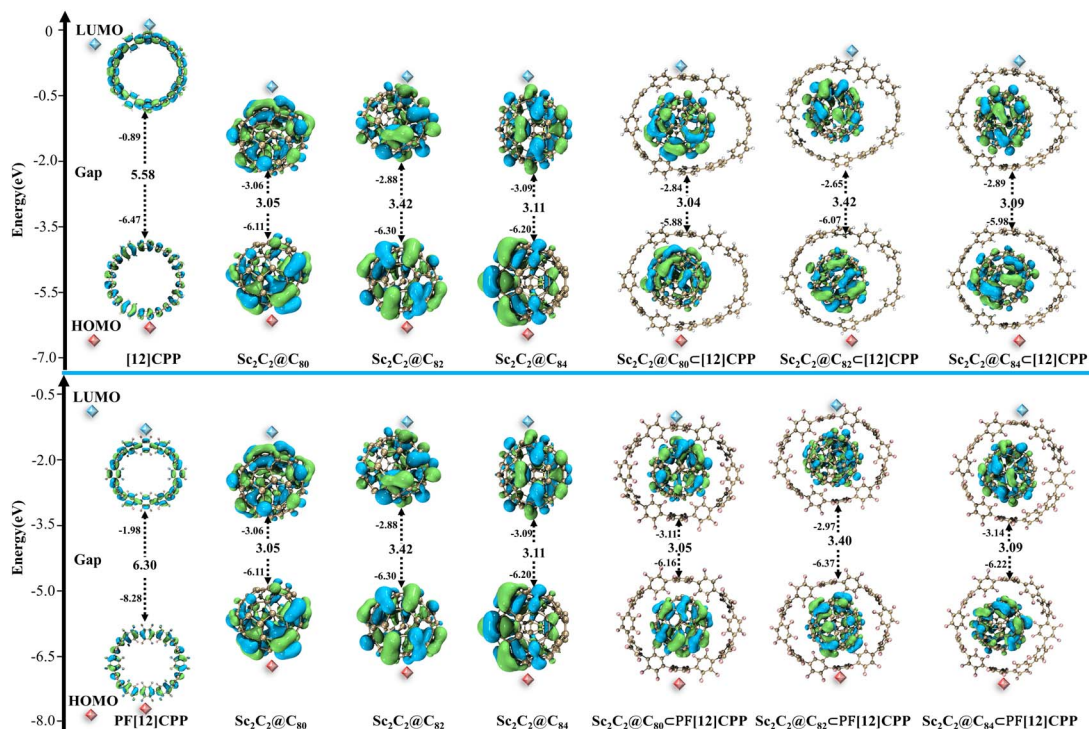 0
LUMO
-0.5
-0.89
-2.0
Gap
5.58
-3.06
3.05
-6.11
-2.88
3.42
-6.30
-3.09
3.11
-6.20
-2.84
3.04
-5.88
-2.65
3.42
-6.07
-2.89
3.09
-5.98
Energy(eV)
-3.5
-6.47
-5.5
HOMO
-7.0
[12]CPP
Sc₂C₂@C₈₀
Sc₂C₂@C₈₂
Sc₂C₂@C₈₄
Sc₂C₂@C₈₀⊂[12]CPP
Sc₂C₂@C₈₂⊂[12]CPP
Sc₂C₂@C₈₄⊂[12]CPP
-0.5
LUMO
-2.0
-1.98
Energy(eV)
-3.5
Gap
6.30
-8.28
-3.06
3.05
-6.11
-2.88
3.42
-6.30
-3.09
3.11
-6.20
-3.11
3.05
-6.16
-2.97
3.40
-6.37
-3.14
3.09
-6.22
-5.0
-6.5
HOMO
-8.0
PF[12]CPP
Sc₂C₂@C₈₀
Sc₂C₂@C₈₂
Sc₂C₂@C₈₄
Sc₂C₂@C₈₀⊂PF[12]CPP
Sc₂C₂@C₈₂⊂PF[12]CPP
Sc₂C₂@C₈₄⊂PF[12]CPP